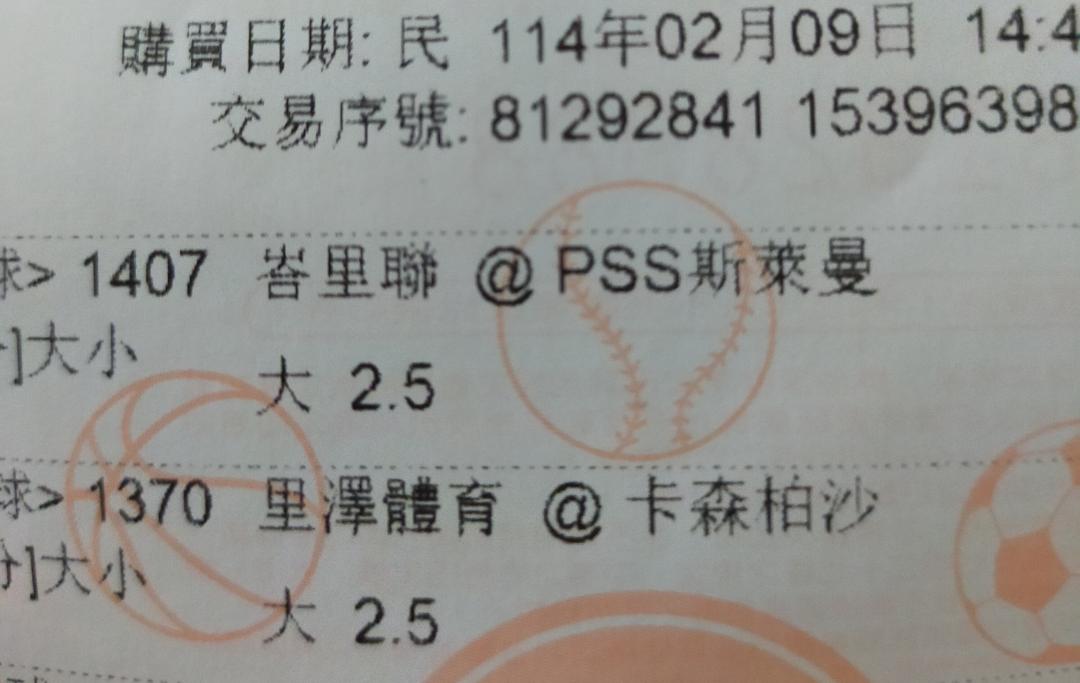 購買日期: 民 114年02月09日 14:4
交易序號: 81292841 15396398
球> 1407 峇里聯 @ PSS斯萊曼
]大小
大 2.5
球> 1370 里澤體育 @ 卡森柏沙
分]大小
大 2.5